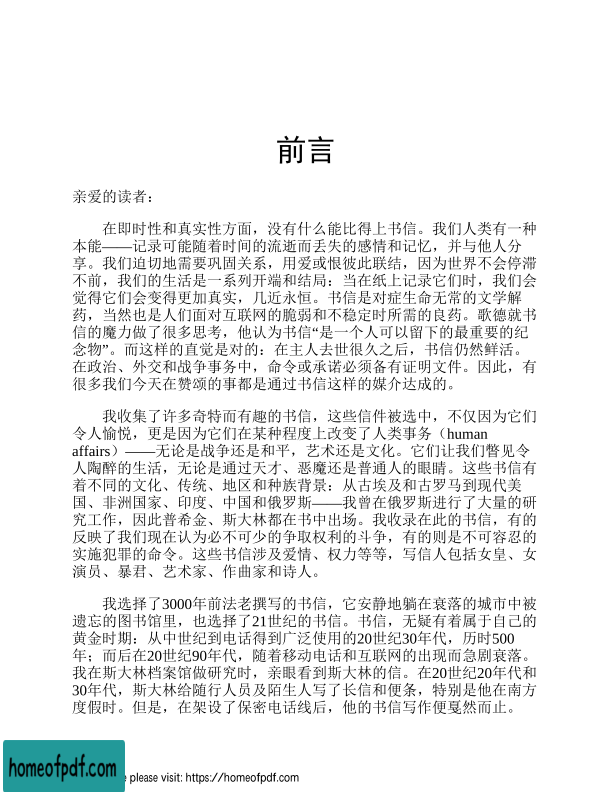 前言
亲爱的读者：
在即时性和真实性方面，没有什么能比得上书信。我们人类有一种
本能——记录可能随着时间的流逝而丢失的感情和记忆，并与他人分
享。我们迫切地需要巩固关系，用爱或恨彼此联结，因为世界不会停滞
不前，我们的生活是一系列开端和结局：当在纸上记录它们时，我们会
觉得它们会变得更加真实，几近永恒。书信是对症生命无常的文学解
药，当然也是人们面对互联网的脆弱和不稳定时所需的良药。歌德就书
信的魔力做了很多思考，他认为书信“是一个人可以留下的最重要的纪
念物”。而这样的直觉是对的：在主人去世很久之后，书信仍然鲜活。
在政治、外交和战争事务中，命令或承诺必须备有证明文件。因此，有
很多我们今天在赞颂的事都是通过书信这样的媒介达成的。
我收集了许多奇特而有趣的书信，这些信件被选中，不仅因为它们
令人愉悦，更是因为它们在某种程度上改变了人类事务（human
affairs）——无论是战争还是和平，艺术还是文化。它们让我们瞥见令
人陶醉的生活，无论是通过天才、恶魔还是普通人的眼睛。这些书信有
着不同的文化、传统、地区和种族背景：从古埃及和古罗马到现代美
国、非洲国家、印度、中国和俄罗斯——我曾在俄罗斯进行了大量的研
究工作，因此普希金、斯大林都在书中出场。我收录在此的书信，有的
反映了我们现在认为必不可少的争取权利的斗争，有的则是不可容忍的
实施犯罪的命令。这些书信涉及爱情、权力等等，写信人包括女皇、女
演员、暴君、艺术家、作曲家和诗人。
我选择了3000年前法老撰写的书信，它安静地躺在衰落的城市中被
遗忘的图书馆里，也选择了21世纪的书信。书信，无疑有着属于自己的
黄金时期：从中世纪到电话得到广泛使用的20世纪30年代，历时500
年；而后在20世纪90年代，随着移动电话和互联网的出现而急剧衰落。
我在斯大林档案馆做研究时，亲眼看到斯大林的信。在20世纪20年代和
30年代，斯大林给随行人员及陌生人写了长信和便条，特别是他在南方
度假时。但是，在架设了保密电话线后，他的书信写作便戛然而止。
homeofpdf.com
e please visit: https://homeofpdf.com